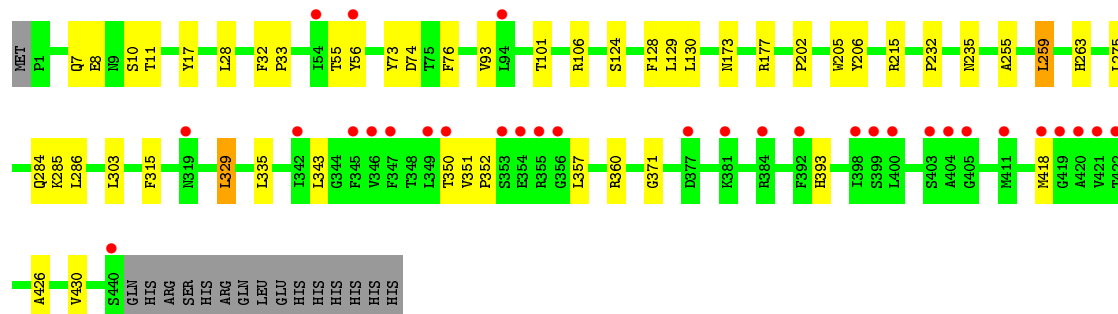 MET P1 Q7 E8 N9 S10 T11 Y17 L28 F32 P33 I54 T55 Y56 Y73 D74 T75 F76 V93 L94 T101 R106 S124 F128 L129 L130 N173 R177 P202 W205 Y206 R215 P232 N235 A255 L259 H263 L275
Q284 K285 L286 L303 F315 N319 L329 L335 I342 L343 G344 F345 V346 F347 T348 L349 T350 V351 P352 S353 E354 R355 G356 L357 R360 G371 D377 K381 R384 F392 H393 I398 S399 L400 S403 A404 G405 M411 M418 G419 A420 V421 T422
A426 V430 S440 GLN HIS ARG SER HIS ARG GLN LEU GLU HIS HIS HIS HIS HIS HIS